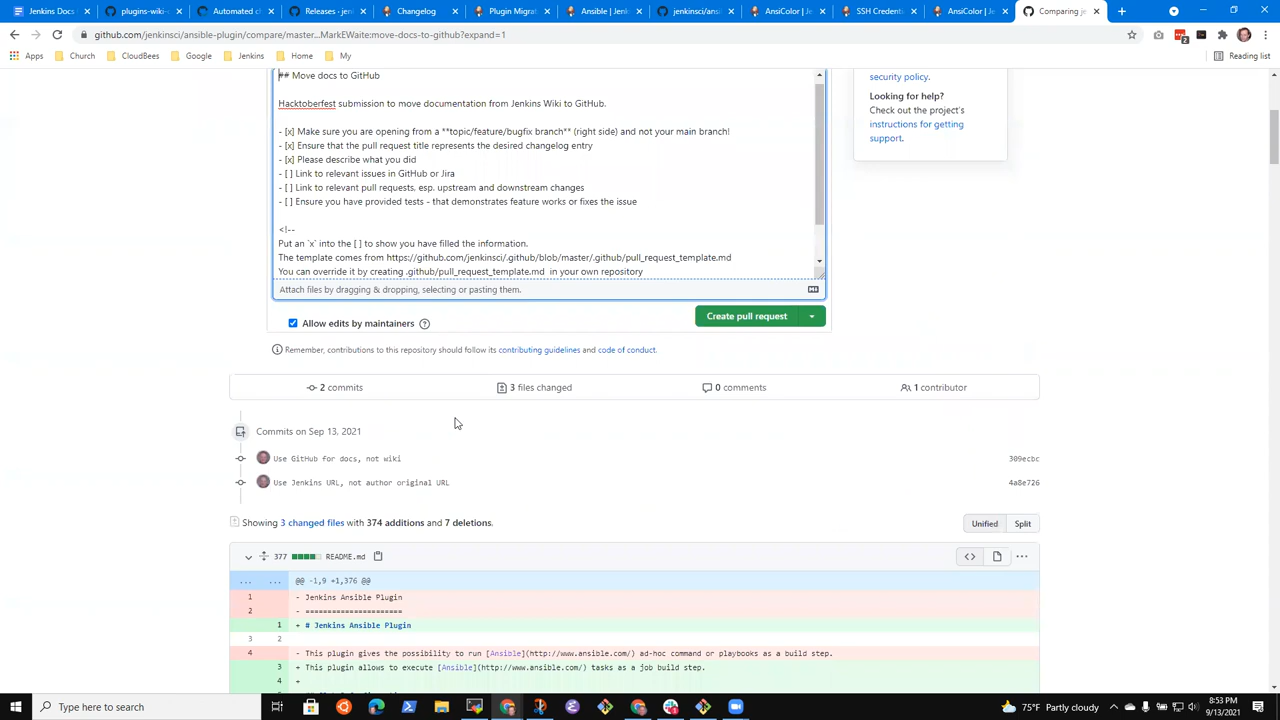 Jenkins Docs
plugins-wiki-
Automated c
Releases · jen
Changelog
Plugin Migrat
Ansible | Jenk
jenkinsci/ans
AnsiColor | Je
SSH Credenti
AnsiColor | Je
Comparing je
github.com/jenkinsci/ansible-plugin/compare/master...MarkEWaite:move-docs-to-github?expand=1
2
Apps
Church
CloudBees
Google
Jenkins
Home
My
Reading list
## Move docs to GitHub
Hacktoberfest submission to move documentation from Jenkins Wiki to GitHub.
- [x] Make sure you are opening from a **topic/feature/bugfix branch** (right side) and not your main branch!
- [x] Ensure that the pull request title represents the desired changelog entry
- [x] Please describe what you did
- [ ] Link to relevant issues in GitHub or Jira
- [ ] Link to relevant pull requests, esp. upstream and downstream changes
- [ ] Ensure you have provided tests - that demonstrates feature works or fixes the issue
<!--
Put an `x` into the [ ] to show you have filled the information.
The template comes from https://github.com/jenkinsci/.github/blob/master/.github/pull_request_template.md
You can override it by creating .github/pull_request_template.md in your own repository
Attach files by dragging & dropping, selecting or pasting them.
security policy.
Looking for help?
Check out the project's
instructions for getting
support.
Allow edits by maintainers
Create pull request
Remember, contributions to this repository should follow its contributing guidelines and code of conduct.
2 commits
3 files changed
0 comments
1 contributor
Commits on Sep 13, 2021
Use GitHub for docs, not wiki
309ecbc
Use Jenkins URL, not author original URL
4a8e726
Showing 3 changed files with 374 additions and 7 deletions.
Unified
Split
377
README.md
... ... @@ -1,9 +1,376 @@
1 - Jenkins Ansible Plugin
2 - =====================
1 + # Jenkins Ansible Plugin
3 2
4 - This plugin gives the possibility to run [Ansible](http://www.ansible.com/) ad-hoc command or playbooks as a build step.
3 + This plugin allows to execute [Ansible](http://www.ansible.com/) tasks as a job build step.
4 +
Type here to search
75°F Partly cloudy
8:53 PM
9/13/2021